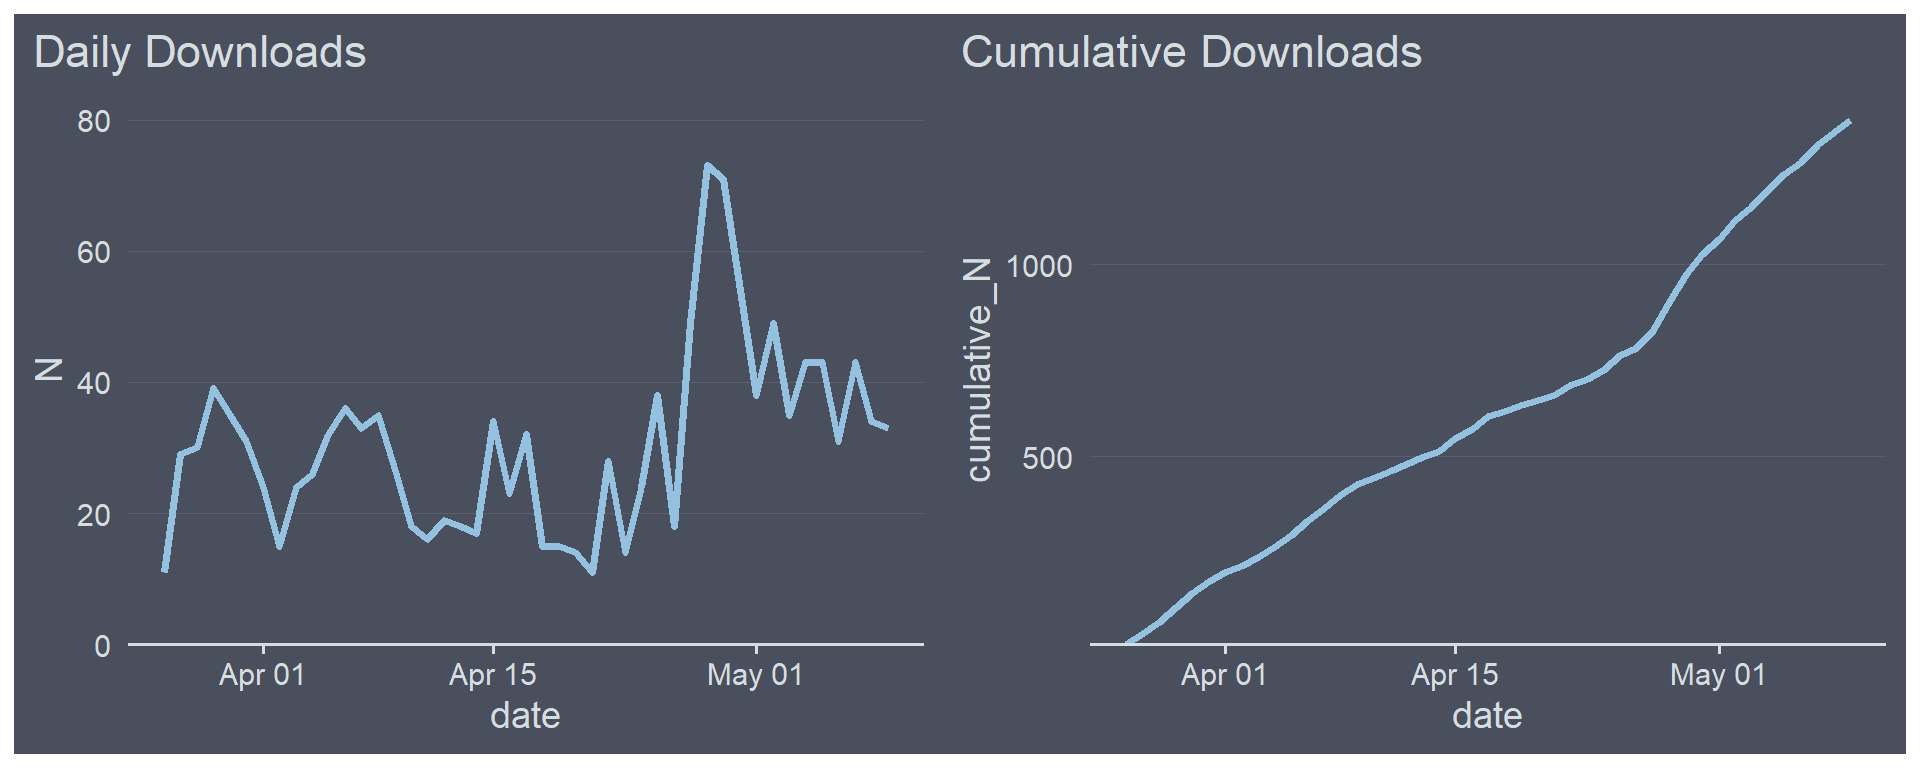 Daily Downloads
80
60
40
20
0
N
Apr 01
Apr 15
May 01
date
Cumulative Downloads
1000
500
cumulative_N
Apr 01
Apr 15
May 01
date